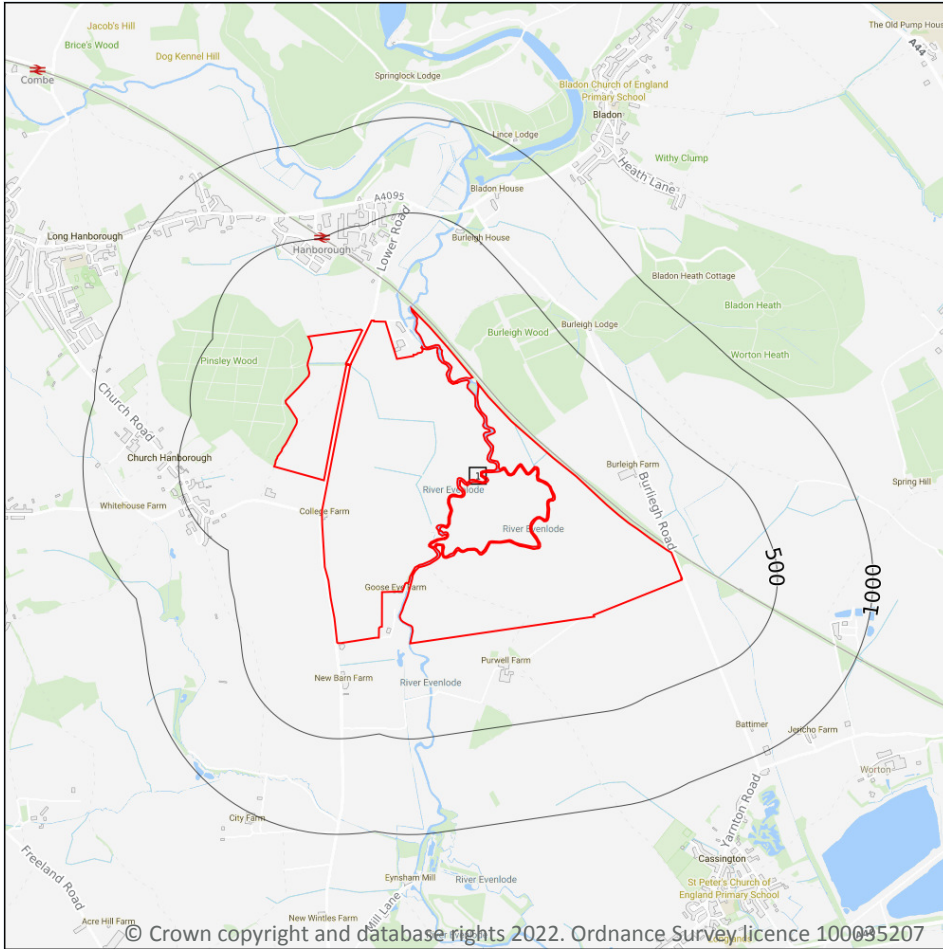 Jacob's Hill
The Old Pump Hou
Brice's Wood
A44
Dog Kennel Hill
Combe
Springlock Lodge
Bladon Church of England
Primary School
Bladon
Lince Lodge
Withy Clump
Heath Lane
Bladon House
A4095
Lower Road
Long Hanborough
Hanborough
Burleigh House
Bladon Heath Cottage
Bladon Heath
Burleigh Wood
Burleigh Lodge
Pinsley Wood
Worton Heath
Church Road
Church Hanborough
Burleigh Farm
1
River Evenlode
Spring Hill
Whitehouse Farm
College Farm
River Evenlode
Burliegh Road
500
1000
Goose Eye Farm
Purwell Farm
New Barn Farm
River Evenlode
Battimer
Jericho Farm
Worton
City Farm
Yarnton Road
Cassington
Freeland Road
Eynsham Mill
River Evenlode
St Peter's Church of
England Primary School
Mill Lane
Acre Hill Farm
New Wintles Farm
© Crown copyright and database rights 2022. Ordnance Survey licence 100035207